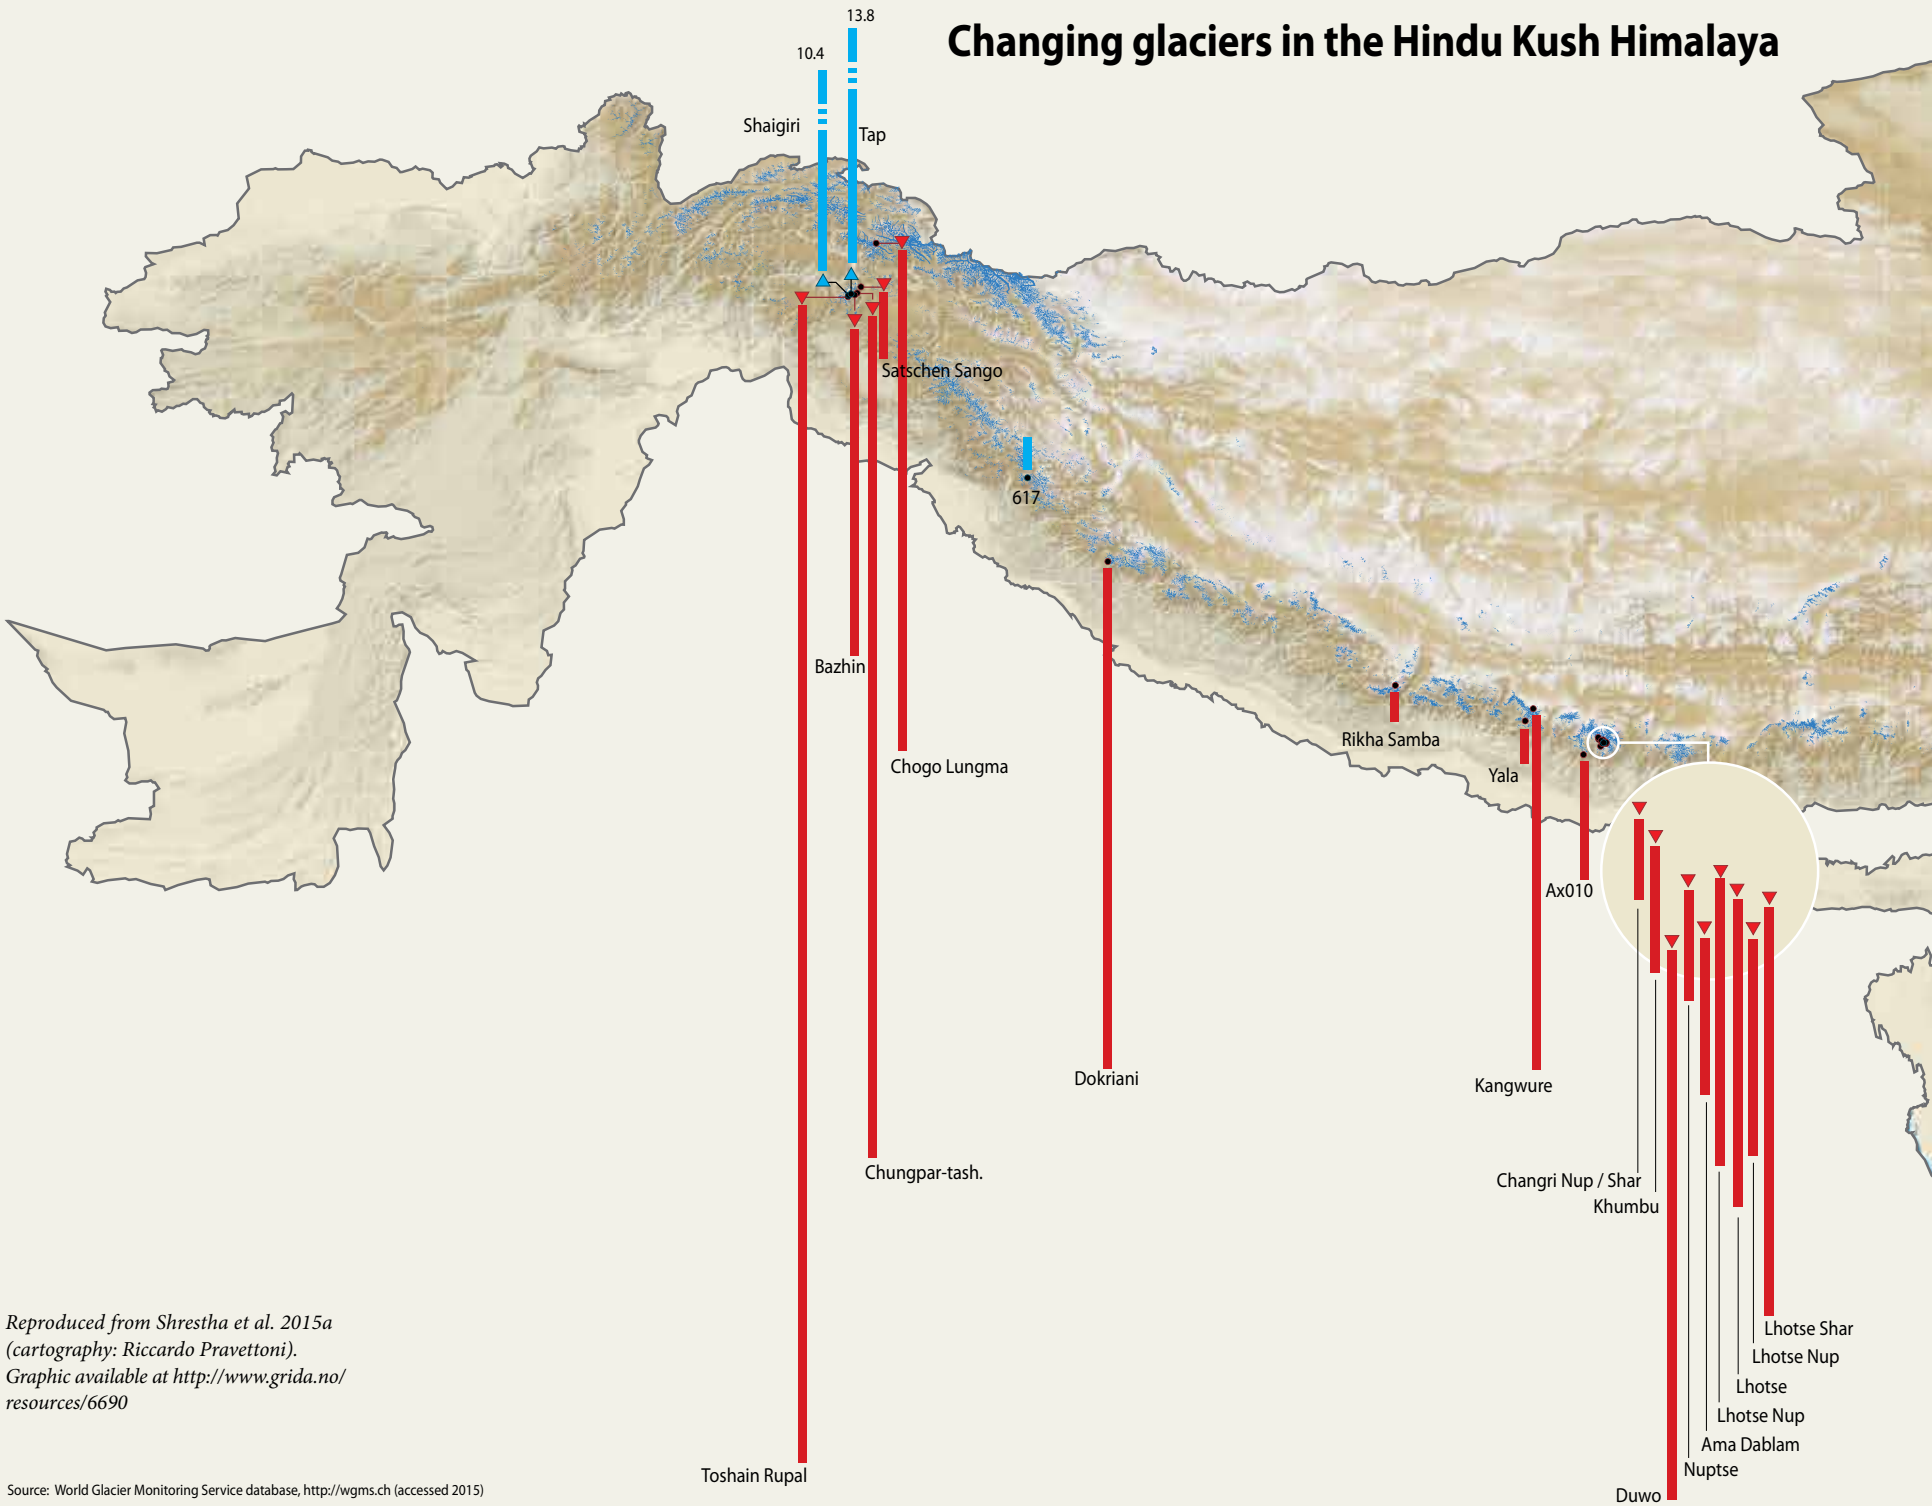 13.8
Changing glaciers in the Hindu Kush Himalaya
10.4
Shaigiri
Tap
Satschen Sango
617
Bazhin
Rikha Samba
Chogo Lungma
Yala
Ax010
Dokriani
Kangwure
Chungpar-tash.
Changri Nup / Shar
Khumbu
Reproduced from Shrestha et al. 2015a
(cartography: Riccardo Pravettoni).
Graphic available at http://www.grida.no/
resources/6690
Lhotse Shar
Lhotse Nup
Lhotse
Lhotse Nup
Ama Dablam
Nuptse
Toshain Rupal
Duwo
Source: World Glacier Monitoring Service database, http://wgms.ch (accessed 2015)